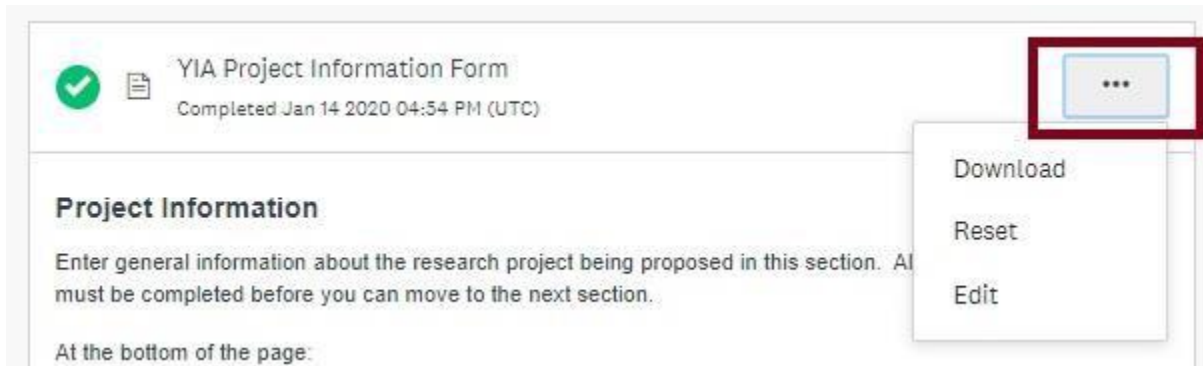 YIA Project Information Form
Completed Jan 14 2020 04:54 PM (UTC)
...
Download
Reset
Edit
Project Information
Enter general information about the research project being proposed in this section. Al
must be completed before you can move to the next section.
At the bottom of the page: